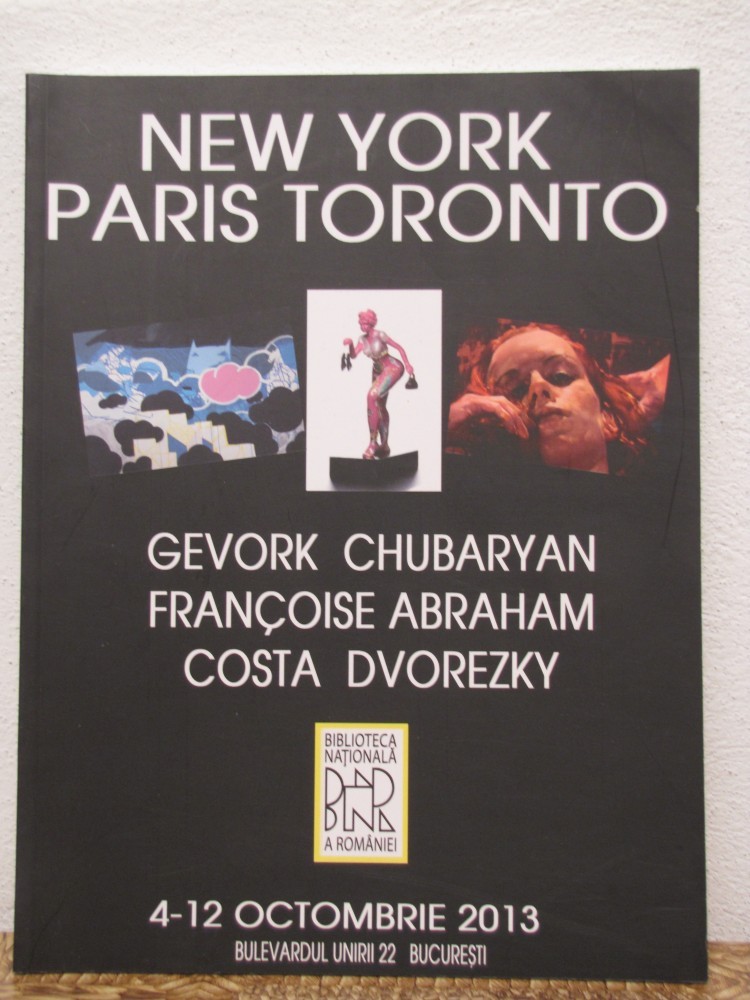 NEW YORK
PARIS TORONTO
GEVORK CHUBARYAN
FRANÇOISE ABRAHAM
COSTA DVOREZKY
BIBLIOTECA
NAȚIONALĂ
A ROMÂNIEI
4-12 OCTOMBRIE 2013
BULEVARDUL UNIRII 22 BUCUREȘTI